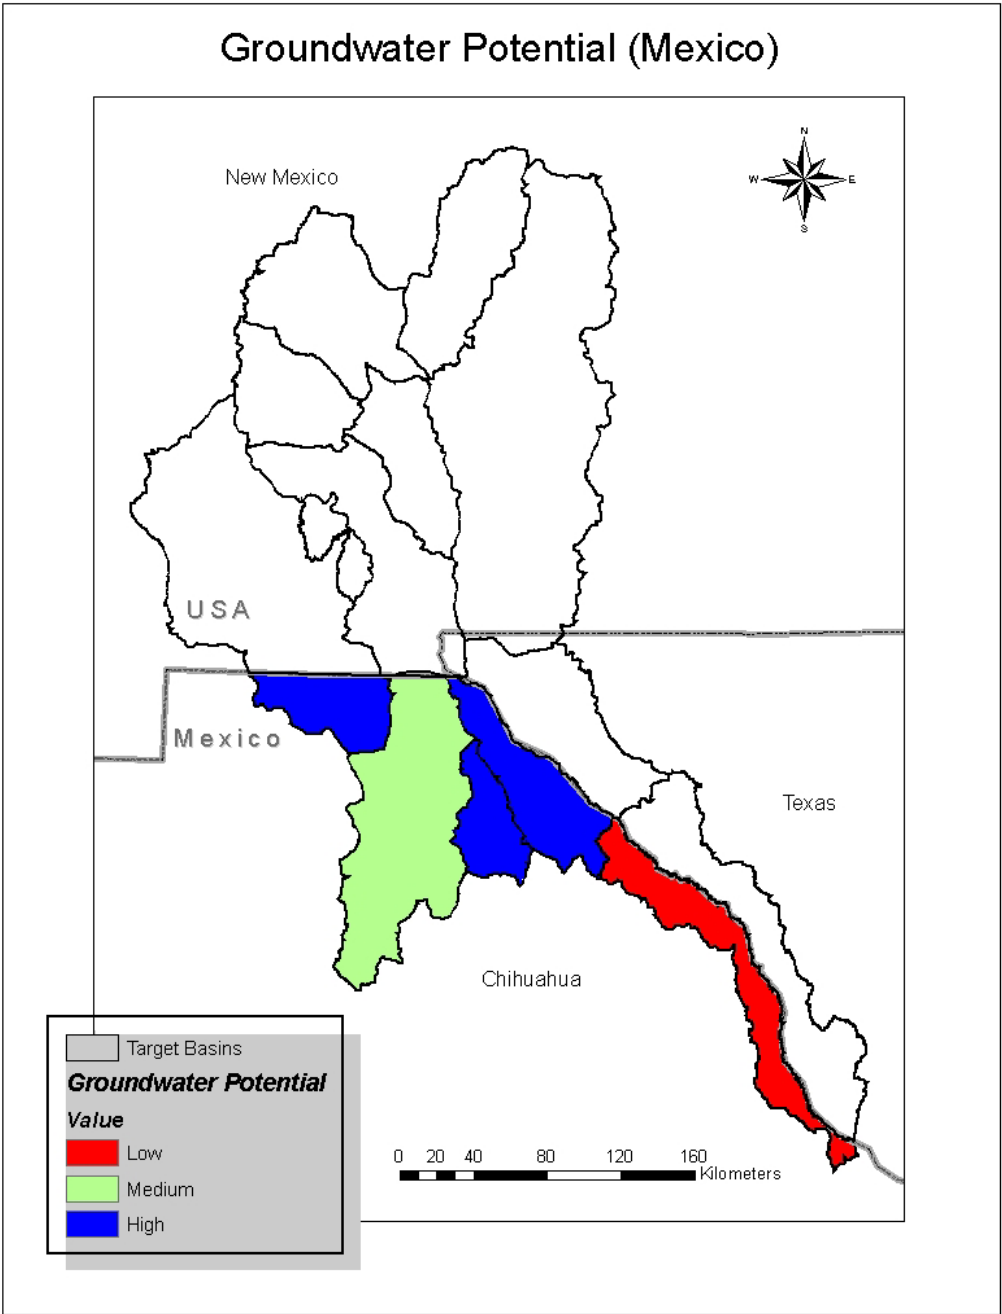 Groundwater Potential (Mexico)
New Mexico
N
W E
S
USA
Mexico
Texas
Chihuahua
Target Basins
Groundwater Potential
Value
Low
Medium
High
0 20 40 80 120 160
Kilometers